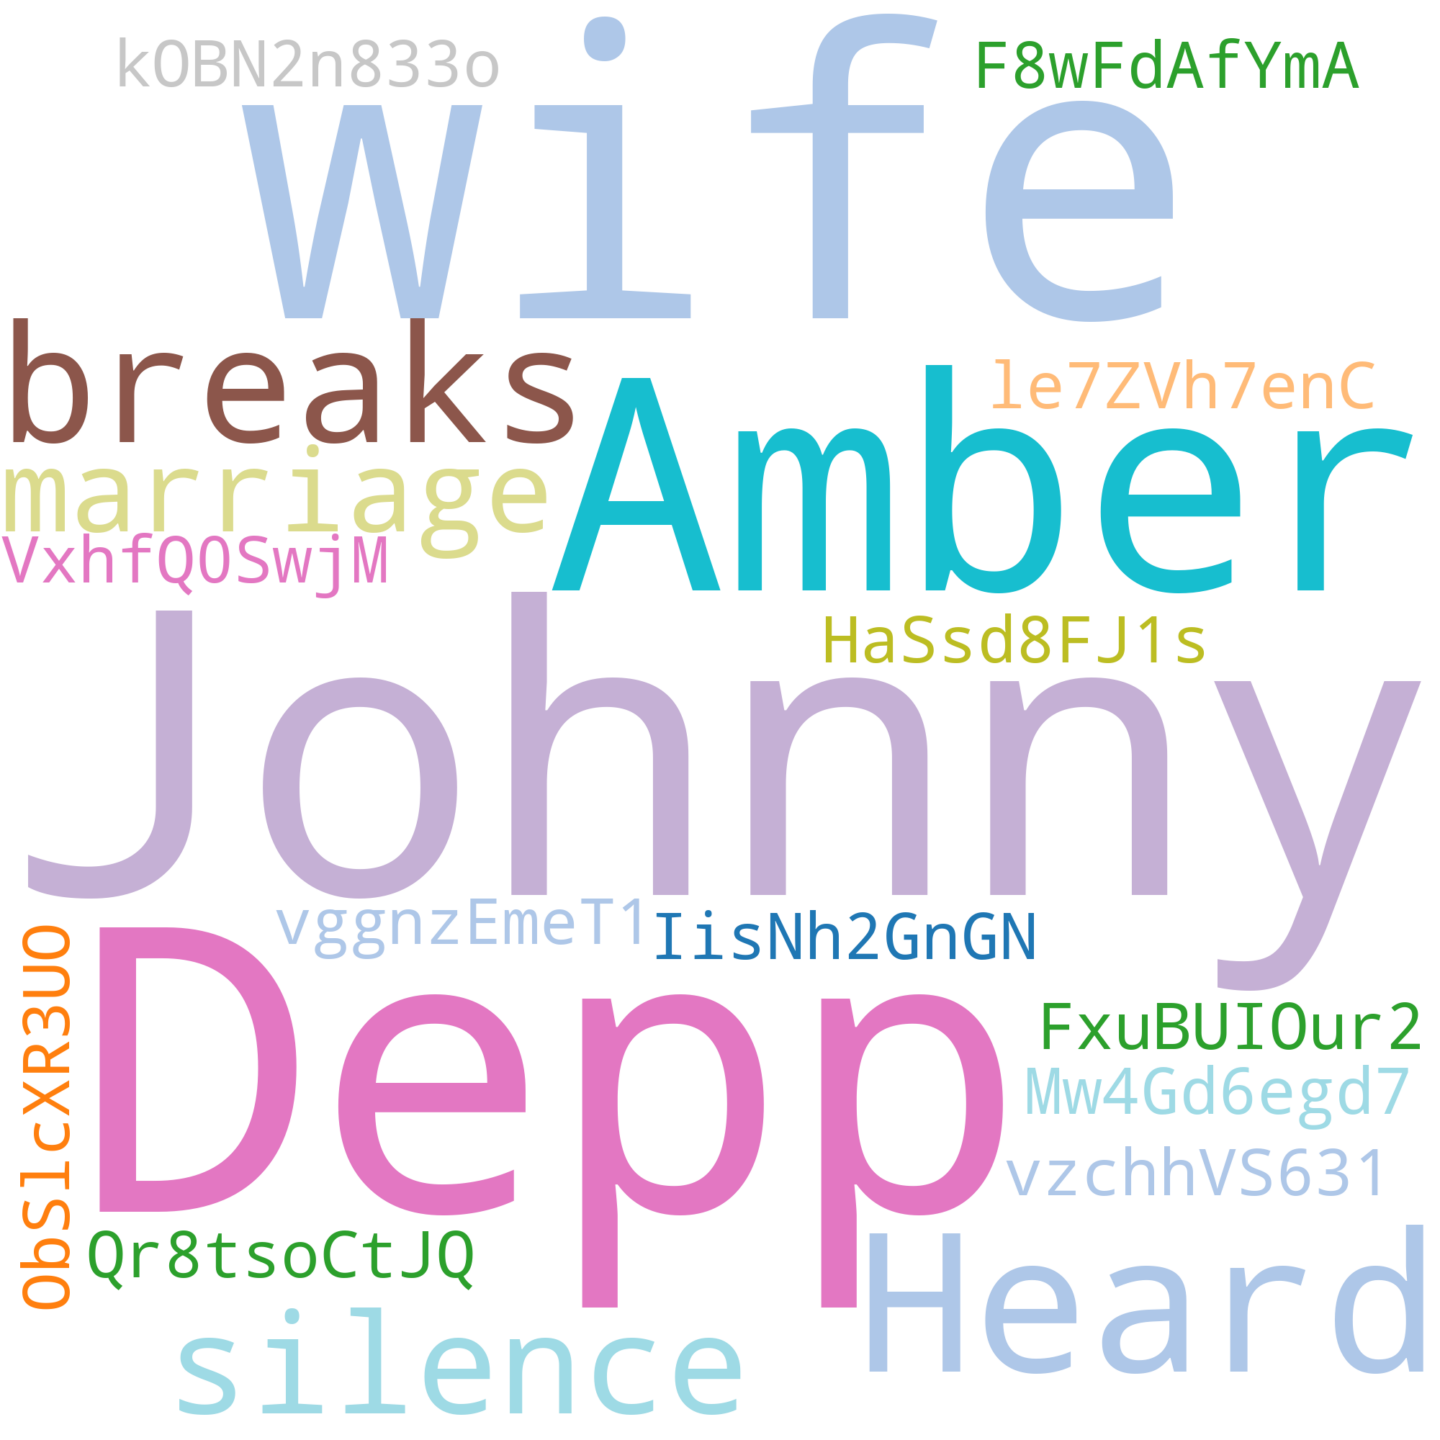 kOBN2n833o
F8wFdAfYmA
wife
breaks
le7ZVh7enC
Amber
marriage
VxhfQ0SwjM
HaSsd8FJ1s
Johnny
vggnzEmeT1
IisNh2GnGN
ObSlcXR3UO
Depp
FxuBUIOur2
Mw4Gd6egd7
vzchhVS631
Qr8tsoCtJQ
Heard
silence